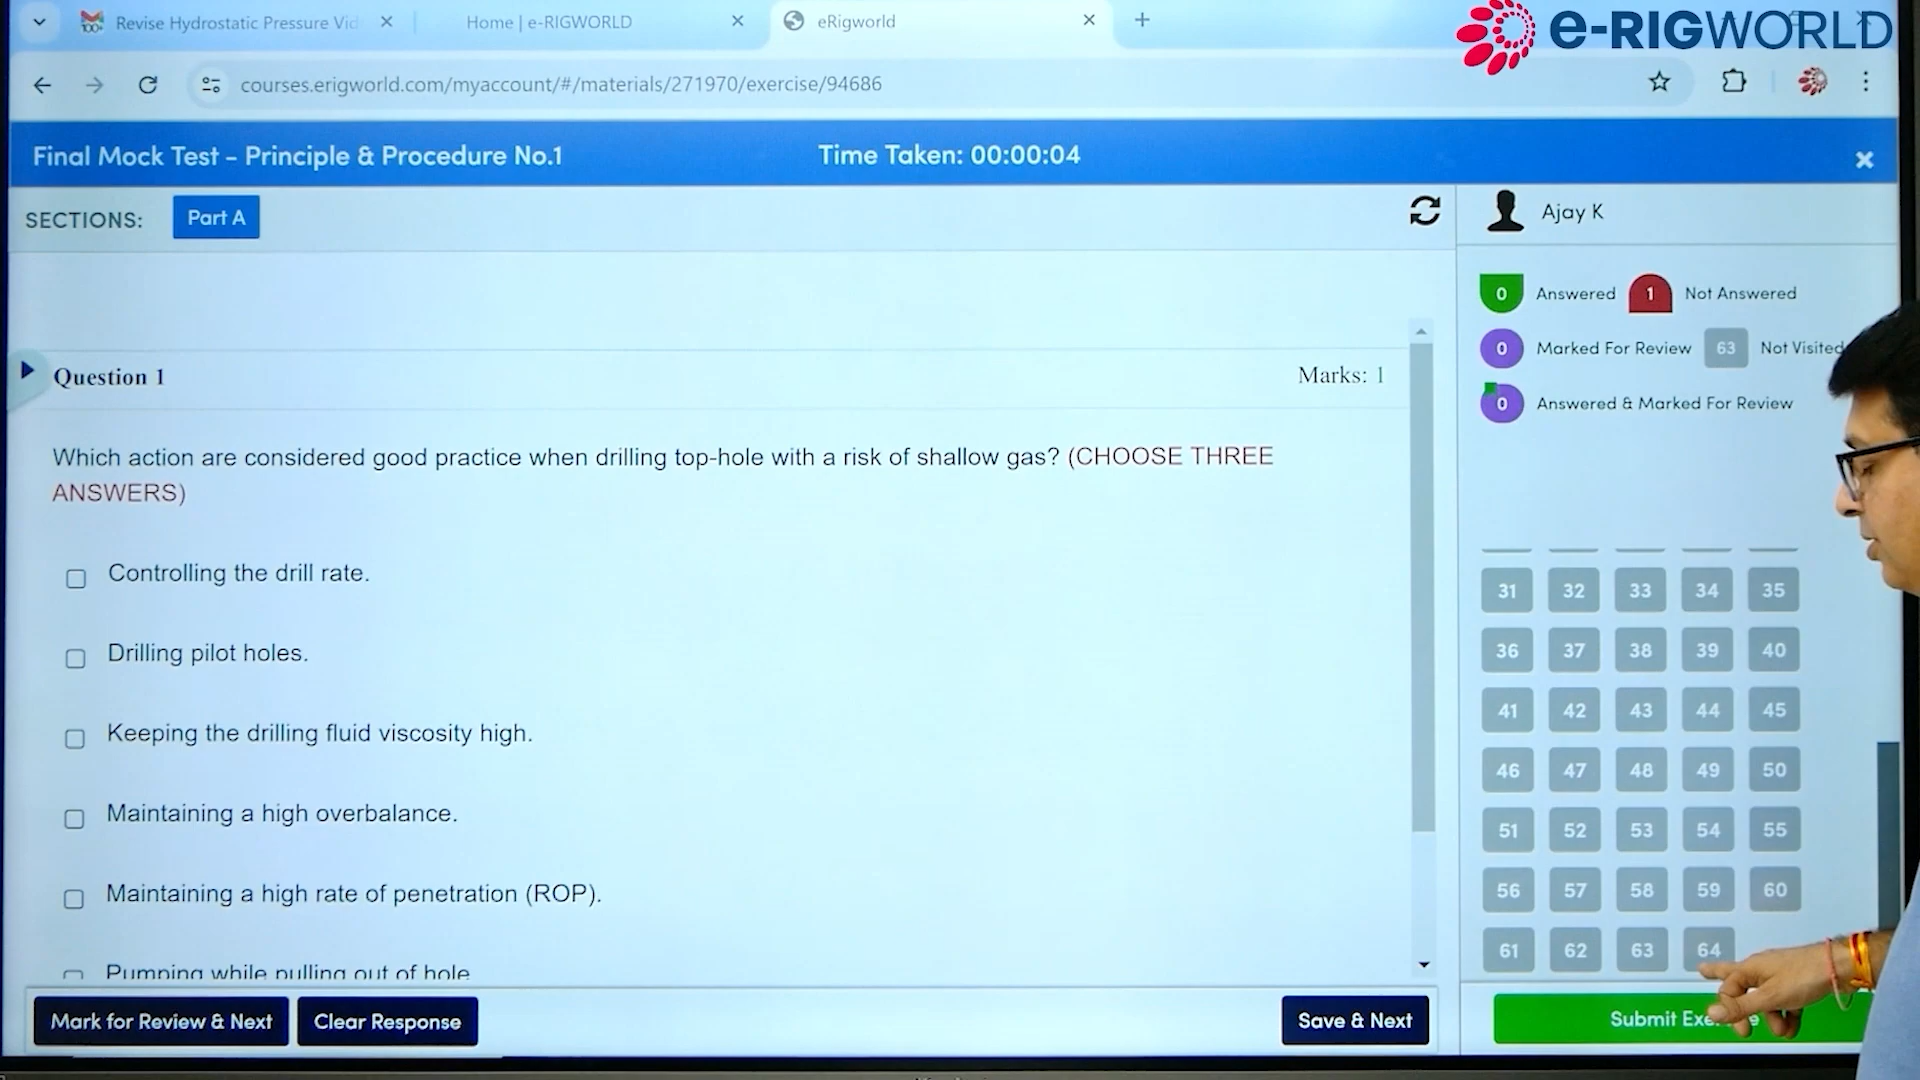 Revise Hydrostatic Pressure Vid
Home | e-RIGWORLD
eRigworld
e-RIGWORLD
courses.erigworld.com/myaccount/#/materials/271970/exercise/94686
Final Mock Test - Principle & Procedure No.1
Time Taken: 00:00:04
SECTIONS:
Part A
Ajay K
0 Answered 1 Not Answered
0 Marked For Review 63 Not Visited
0 Answered & Marked For Review
Question 1
Marks: 1
Which action are considered good practice when drilling top-hole with a risk of shallow gas? (CHOOSE THREE
ANSWERS)
Controlling the drill rate.
Drilling pilot holes.
Keeping the drilling fluid viscosity high.
Maintaining a high overbalance.
Maintaining a high rate of penetration (ROP).
Pumping while pulling out of hole
31 32 33 34 35
36 37 38 39 40
41 42 43 44 45
46 47 48 49 50
51 52 53 54 55
56 57 58 59 60
61 62 63 64
Mark for Review & Next
Clear Response
Save & Next
Submit